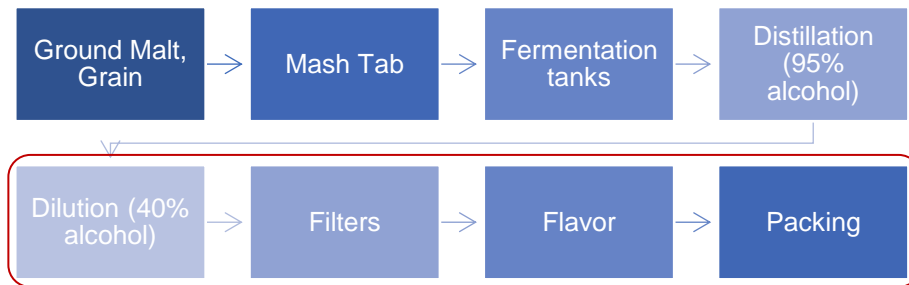 Ground Malt,
Grain
Mash Tab
Fermentation
tanks
Distillation
(95%
alcohol)
Dilution (40%
alcohol)
Filters
Flavor
Packing